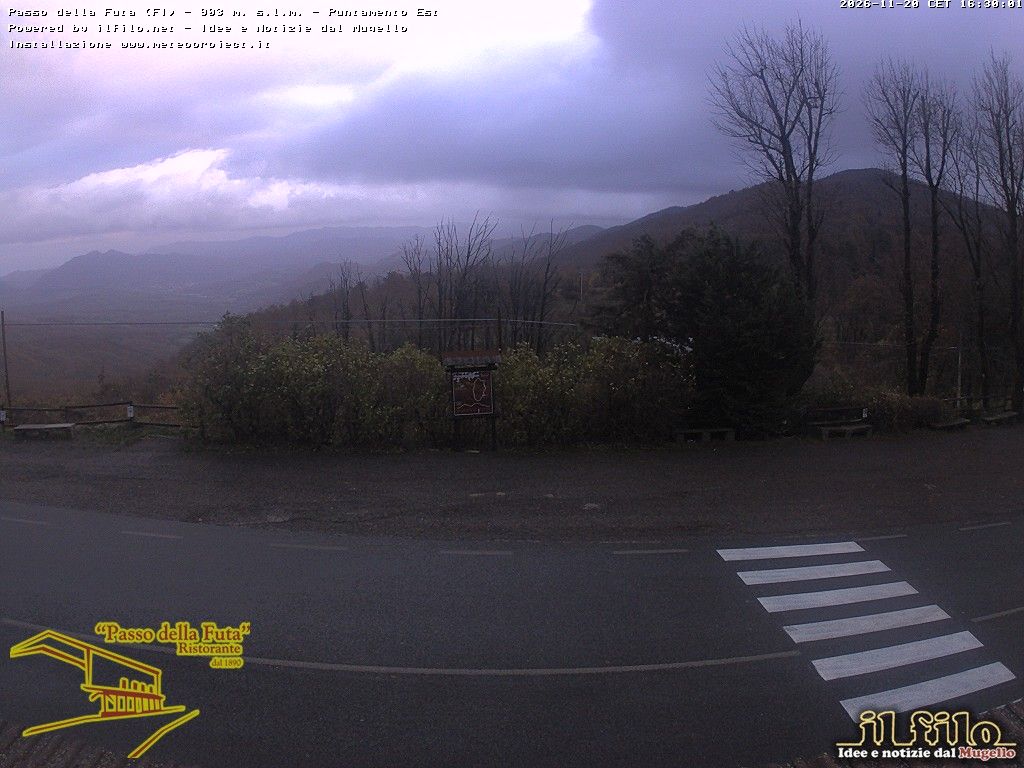 Passo della Futa (FI) - 903 m. s.l.m. - Puntamento Est
2026-11-20 CET 16:30:01
Powered by ilfilo.net - Idee e Notizie dal Mugello
Installazione www.meteoproject.it
"Passo della Futa"
Ristorante
dal 1890
ilfilo
Idee e notizie dal Mugello